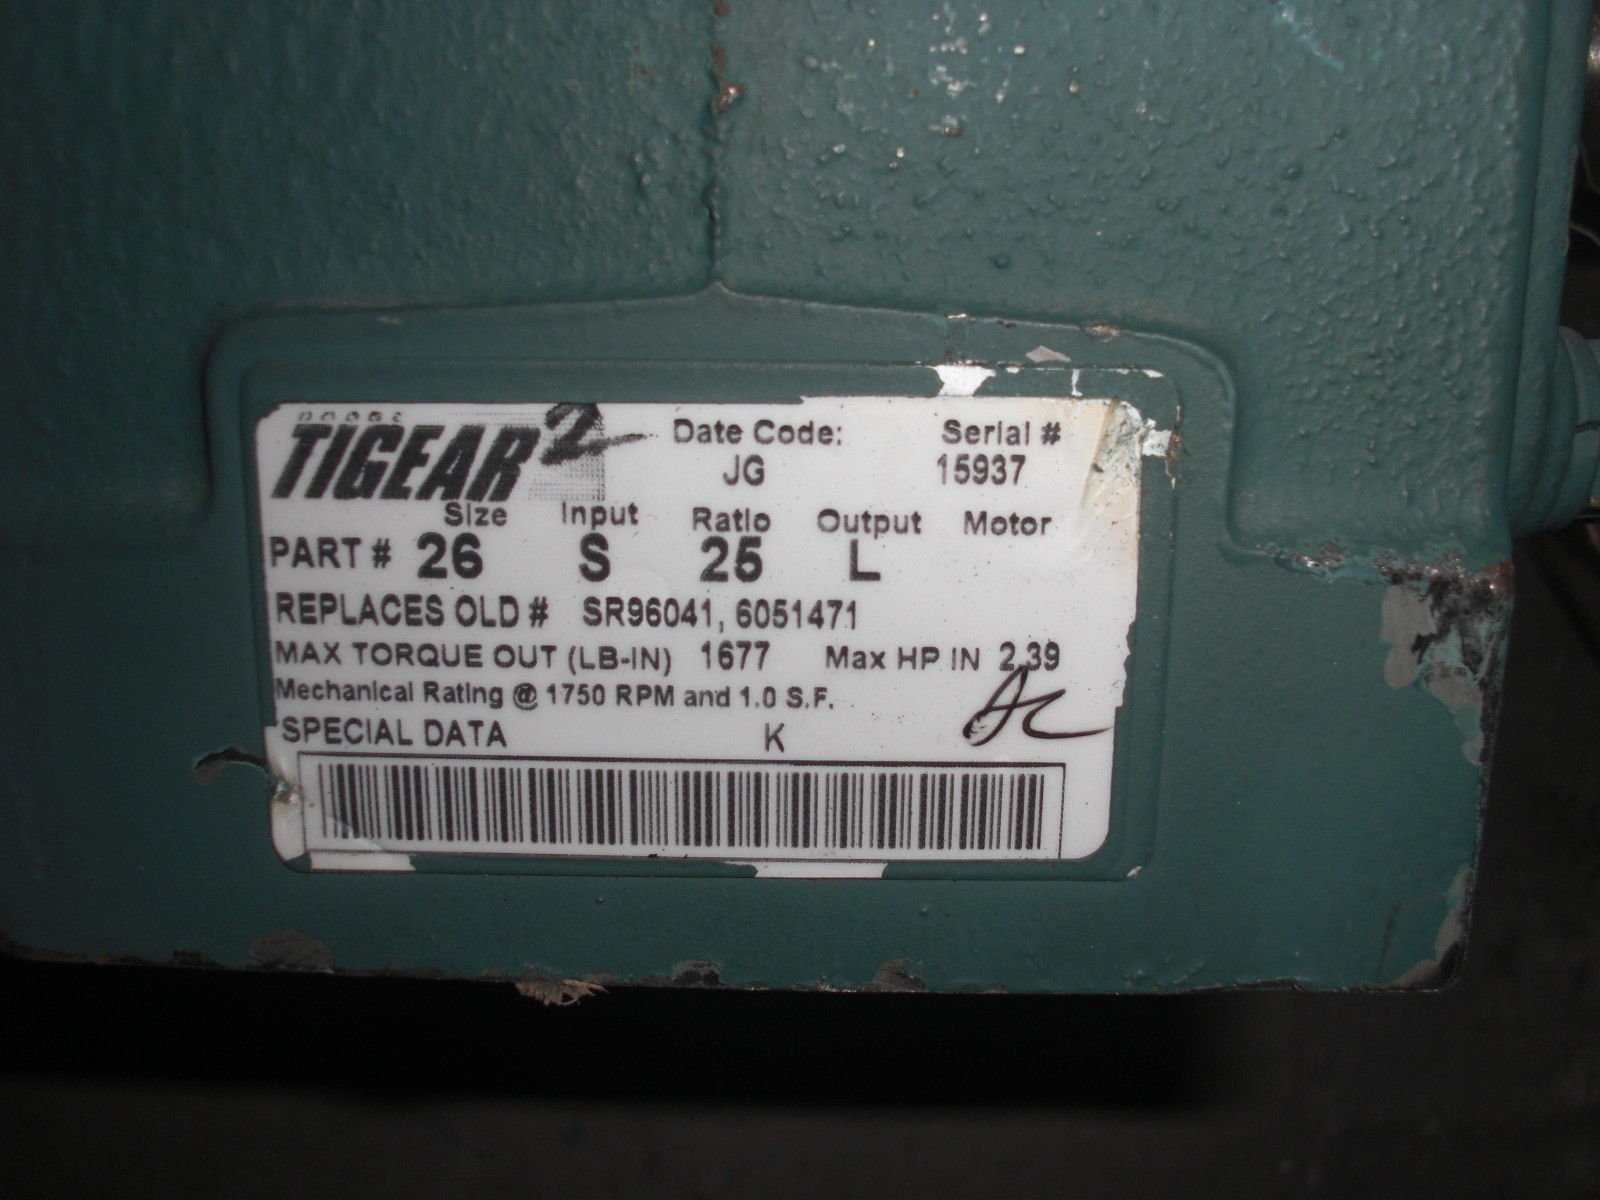 DODGE
TIGEAR 2
Date Code: Serial #
JG 15937
Size Input Ratio Output Motor
PART # 26 S 25 L
REPLACES OLD # SR96041, 6051471
MAX TORQUE OUT (LB-IN) 1677 Max HP IN 2.39
Mechanical Rating @ 1750 RPM and 1.0 S.F.
SPECIAL DATA K